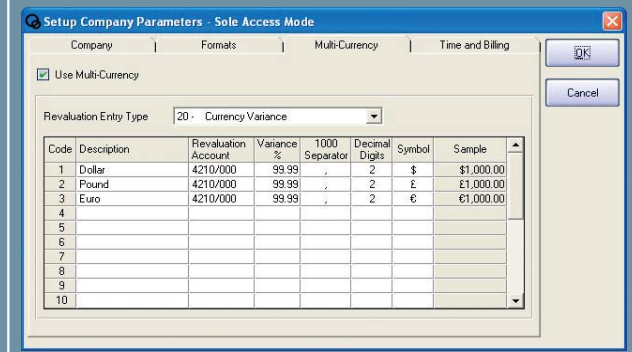 Setup Company Parameters - Sole Access Mode
Company Formats Multi-Currency Time and Billing
OK
Use Multi-Currency
Cancel
Revaluation Entry Type 20 - Currency Variance
Code Description Revaluation Account Variance % 1000 Separator Decimal Digits Symbol Sample
1 Dollar 4210/000 99.99 , 2 $ $1,000.00
2 Pound 4210/000 99.99 , 2 £ £1,000.00
3 Euro 4210/000 99.99 , 2 € €1,000.00
4
5
6
7
8
9
10